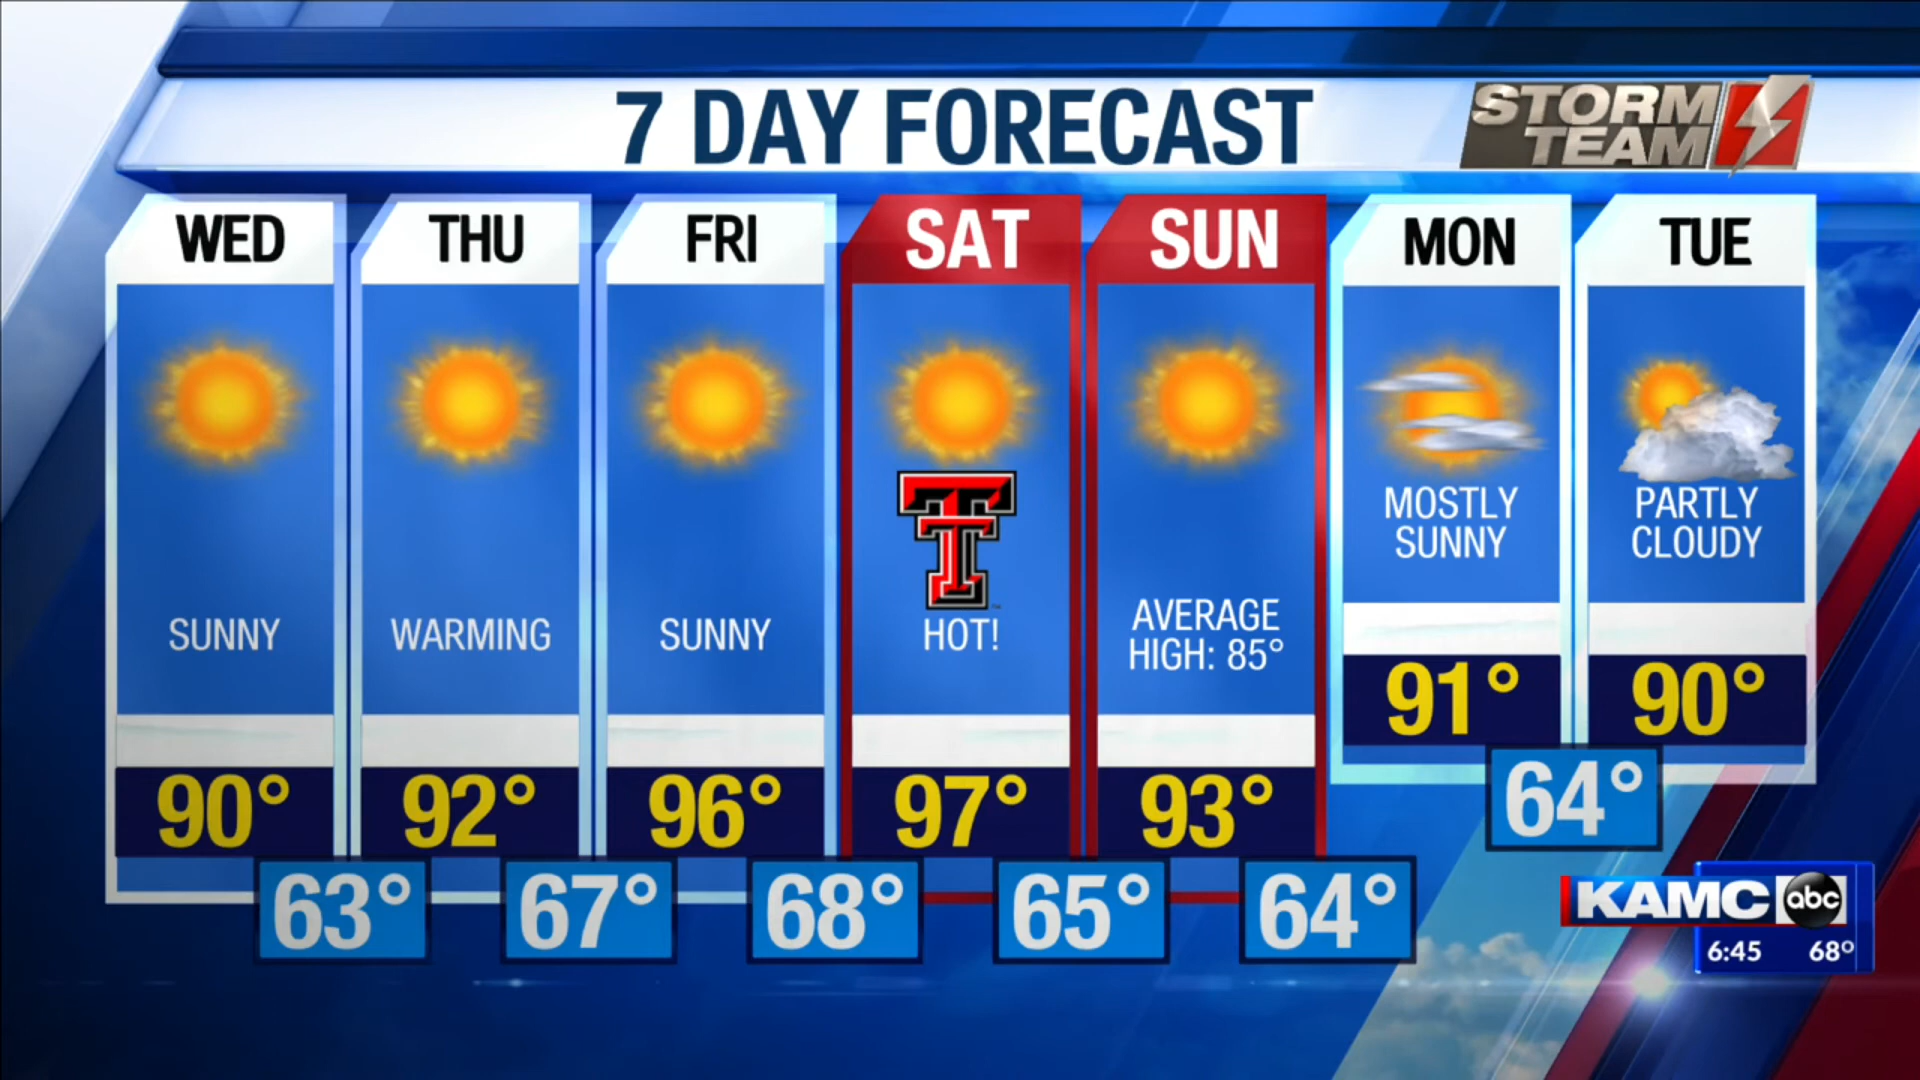 7 DAY FORECAST
STORM
TEAM
WED
THU
FRI
SAT
SUN
MON
TUE
SUNNY
WARMING
SUNNY
HOT!
AVERAGE
HIGH: 85°
MOSTLY
SUNNY
PARTLY
CLOUDY
90°
92°
96°
97°
93°
91°
90°
63°
67°
68°
65°
64°
64°
KAMC abc
6:45 68°